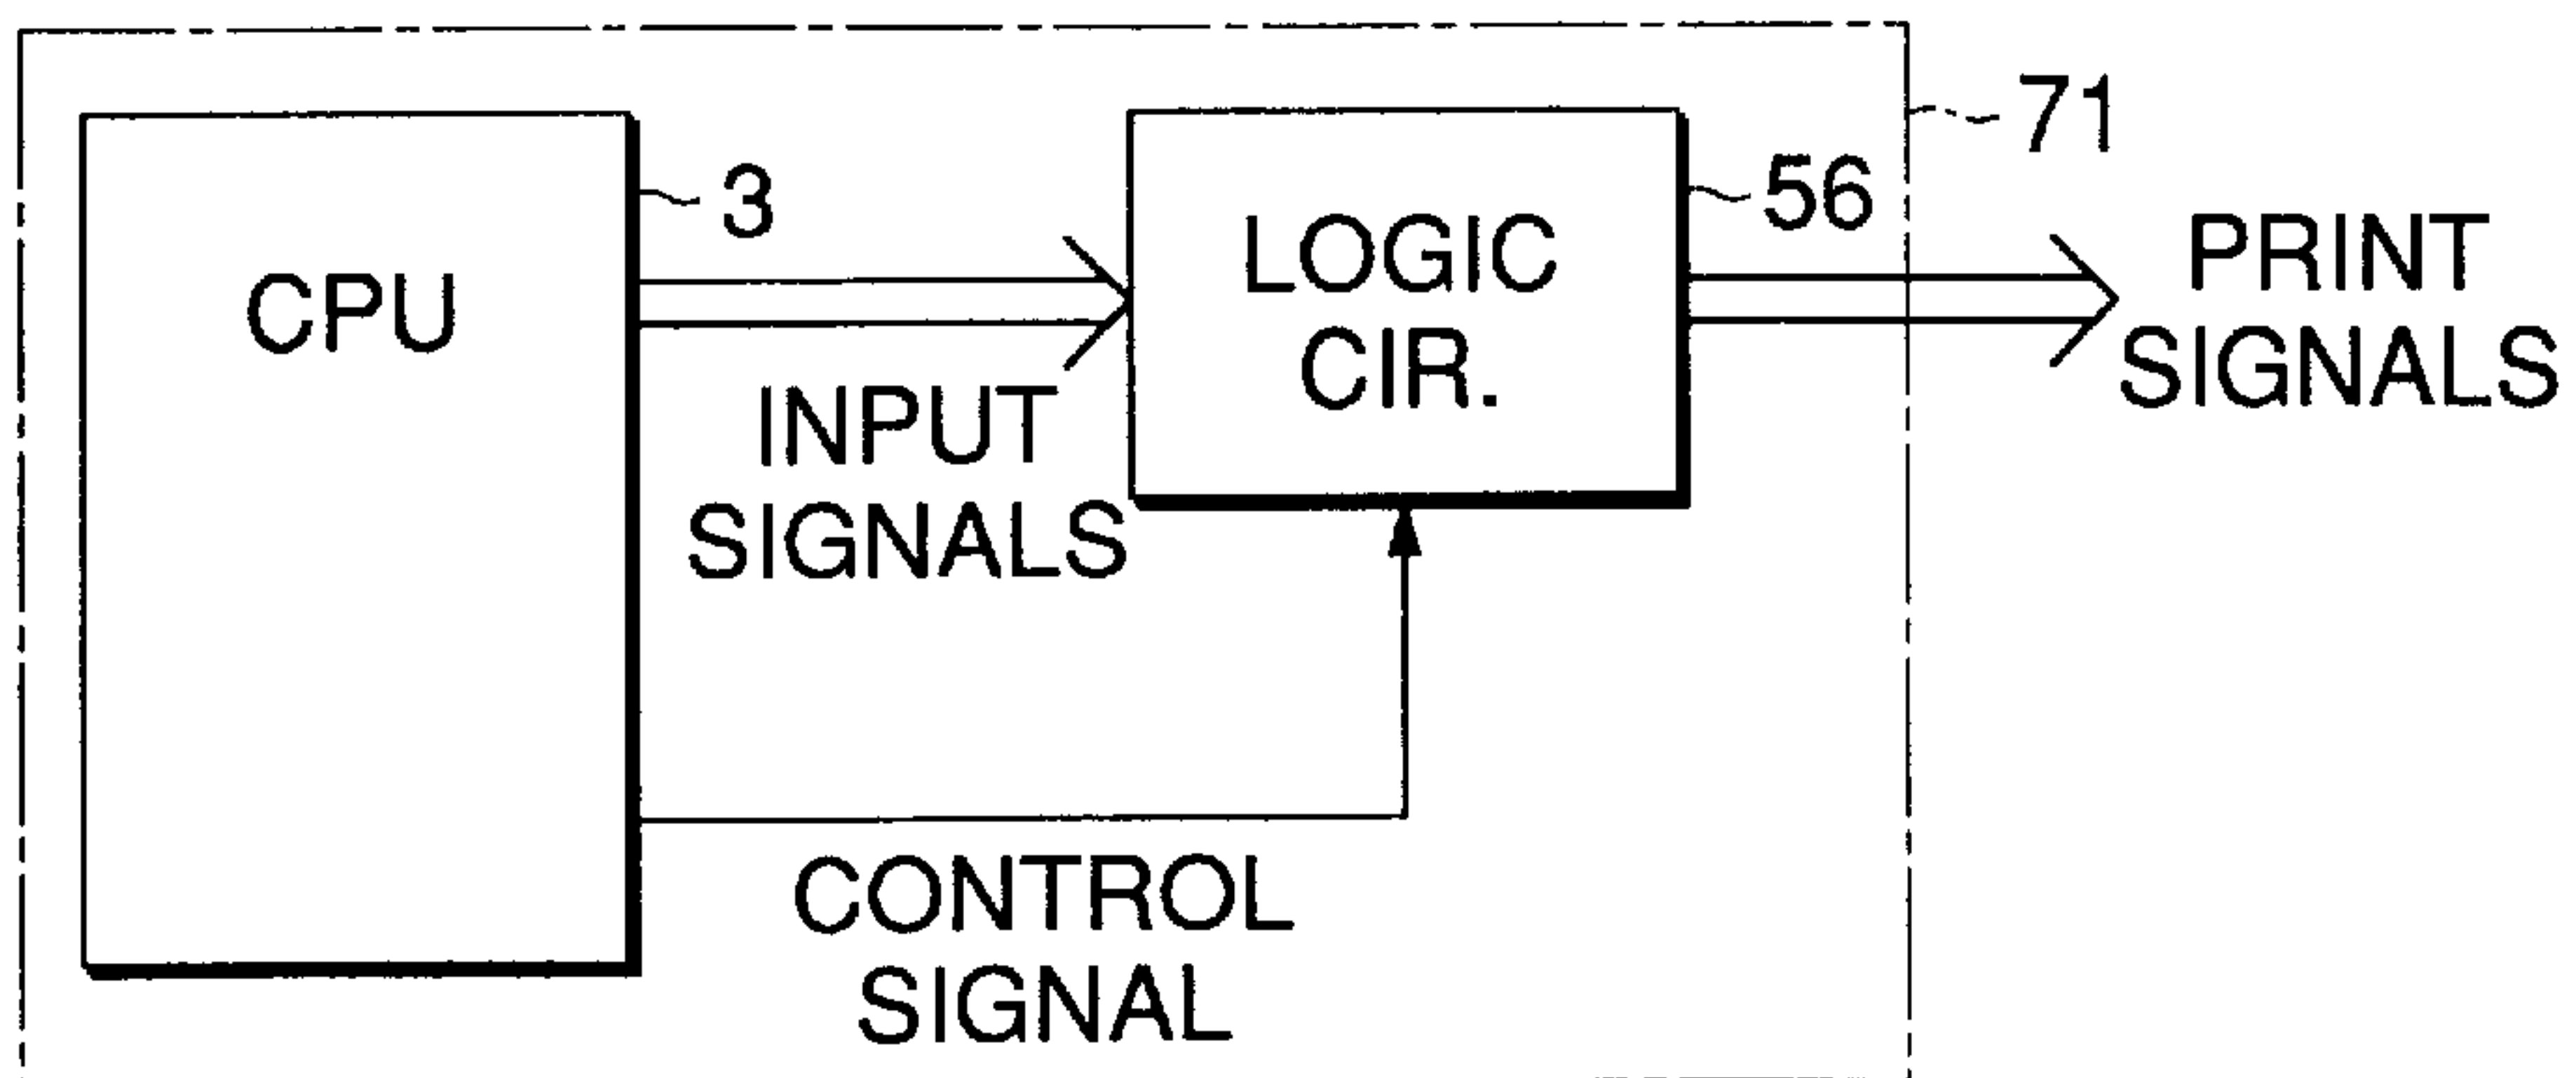 71
3
56
CPU
LOGIC
CIR.
PRINT
SIGNALS
INPUT
SIGNALS
CONTROL
SIGNAL